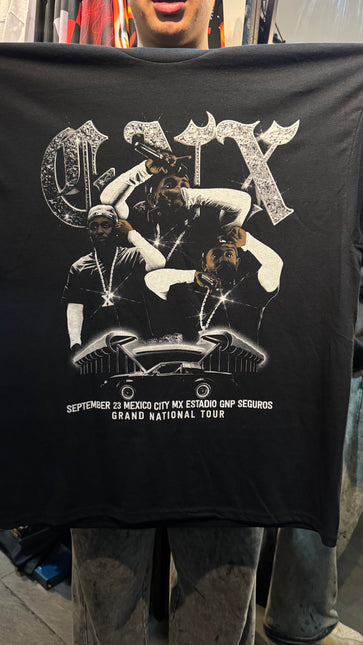 GNX
SEPTEMBER 23 MEXICO CITY MX ESTADIO GNP SEGUROS
GRAND NATIONAL TOUR